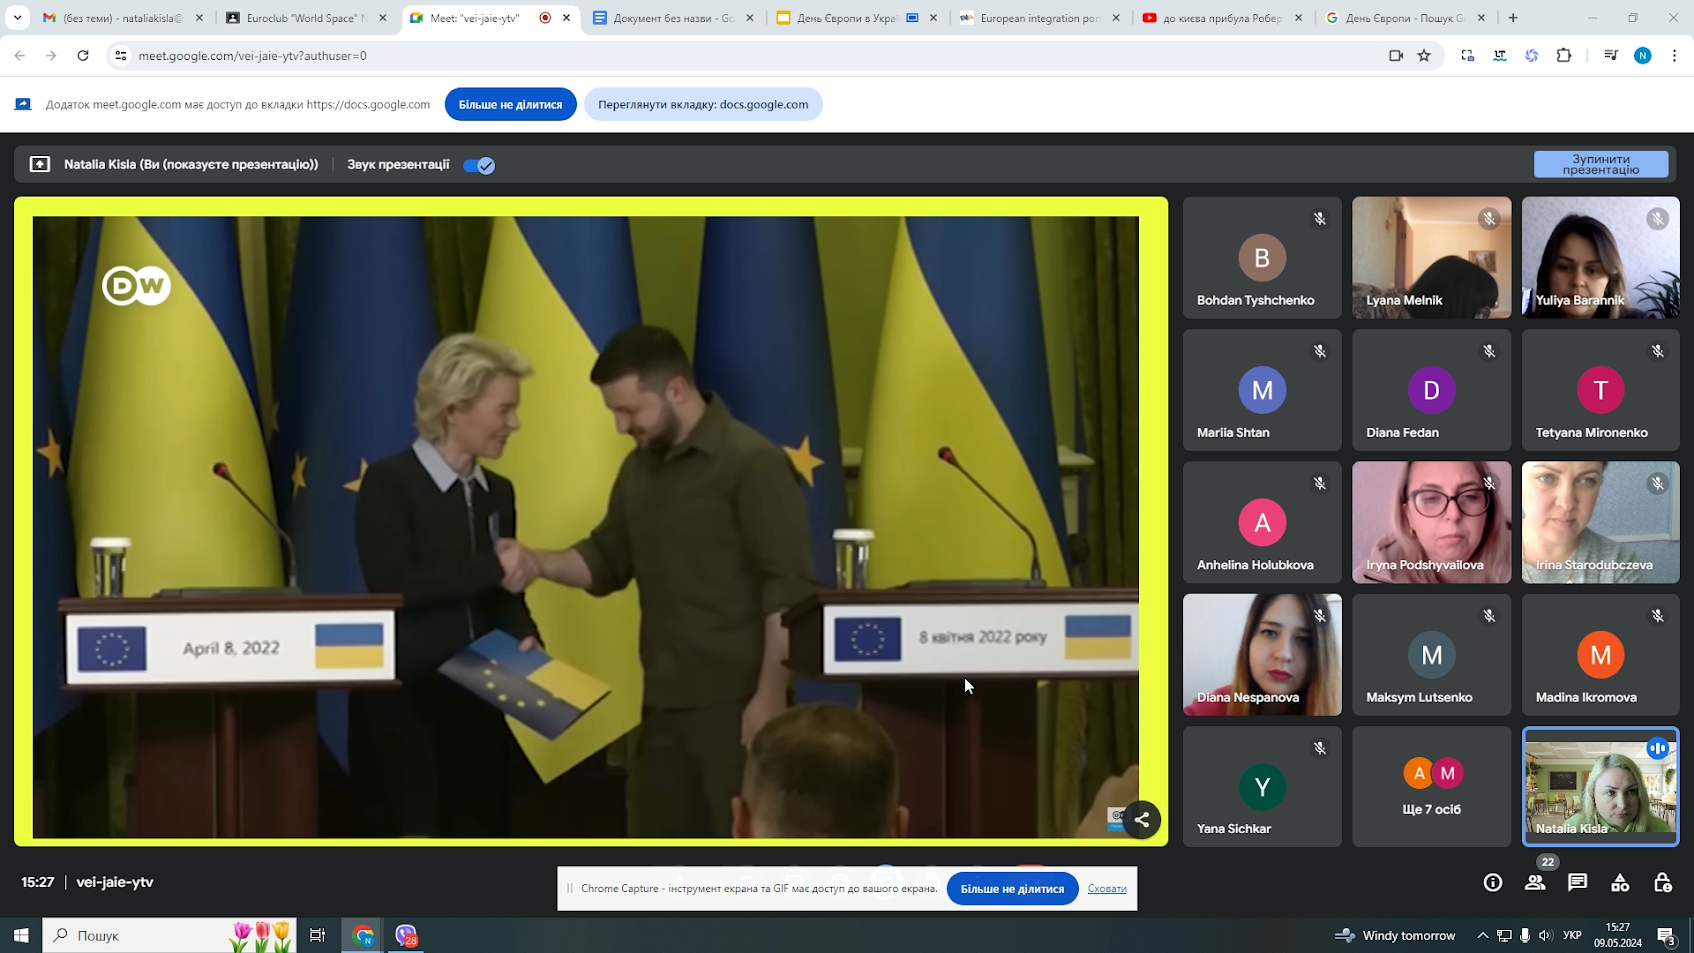 (без теми) - nataliakisla@
Euroclub "World Space" N
Meet: "vei-jaie-ytv"
Документ без назви - Go
День Європи в Украї
European integration por
до києва прибула Робер
День Європи - Пошук G
meet.google.com/vei-jaie-ytv?authuser=0
N
Додаток meet.google.com має доступ до вкладки https://docs.google.com
Більше не ділитися
Переглянути вкладку: docs.google.com
Natalia Kisla (Ви (показуєте презентацію))
Звук презентації
Зупинити
презентацію
DW
April 8, 2022
8 квітня 2022 року
B
Bohdan Tyshchenko
Lyana Melnik
Yuliya Barannik
M
Mariia Shtan
D
Diana Fedan
T
Tetyana Mironenko
A
Anhelina Holubkova
Iryna Podshyvailova
Irina Starodubczeva
Diana Nespanova
M
Maksym Lutsenko
M
Madina Ikromova
Y
Yana Sichkar
A M
Ще 7 осіб
Natalia Kisla
15:27
vei-jaie-ytv
Chrome Capture - інструмент екрана та GIF має доступ до вашого екрана.
Більше не ділитися
Сховати
22
Пошук
N
28
Windy tomorrow
УКР
15:27
09.05.2024
3